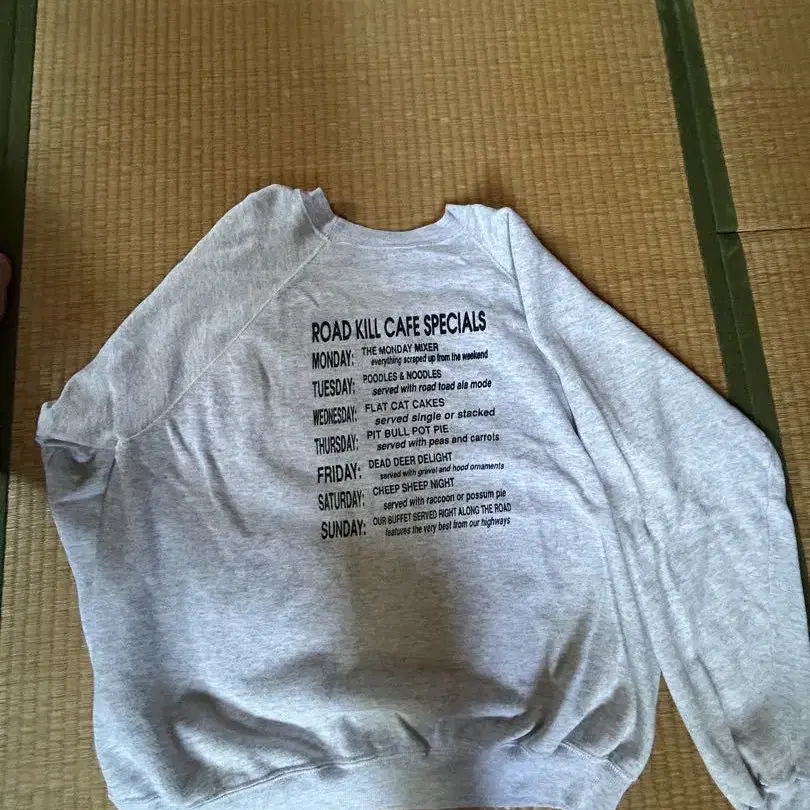 ROAD KILL CAFE SPECIALS
MONDAY: THE MONDAY MIXER
everything scraped up from the weekend
TUESDAY: POODLES & NOODLES
served with road toad ala mode
WEDNESDAY: FLAT CAT CAKES
served single or stacked
THURSDAY: PIT BULL POT PIE
served with peas and carrots
FRIDAY: DEAD DEER DELIGHT
served with gravel and hood ornaments
SATURDAY: CHEEP SHEEP NIGHT
served with raccoon or possum pie
SUNDAY: OUR BUFFET SERVED RIGHT ALONG THE ROAD
features the very best from our highways